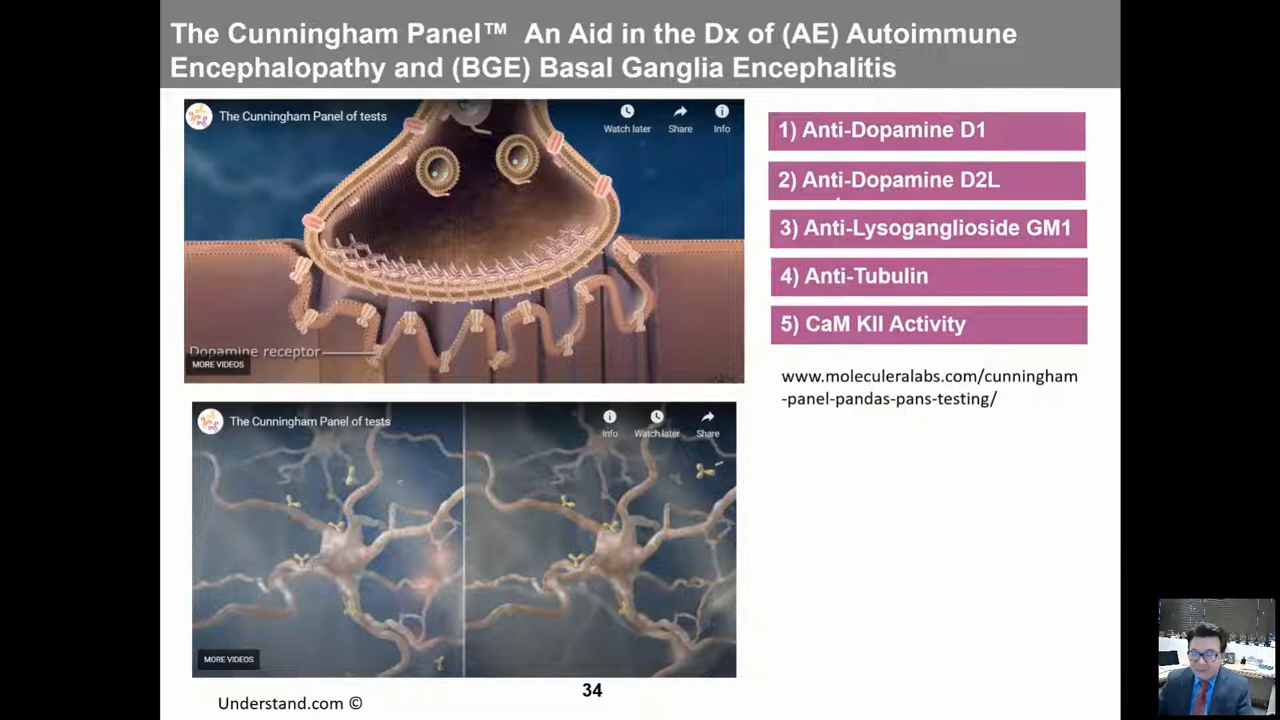 The Cunningham Panel™ An Aid in the Dx of (AE) Autoimmune
Encephalopathy and (BGE) Basal Ganglia Encephalitis
The Cunningham Panel of tests
Watch later
Share
Info
Dopamine receptor
MORE VIDEOS
The Cunningham Panel of tests
Info
Watch later
Share
MORE VIDEOS
1) Anti-Dopamine D1
2) Anti-Dopamine D2L
3) Anti-Lysoganglioside GM1
4) Anti-Tubulin
5) CaM KII Activity
www.moleculeralabs.com/cunningham
-panel-pandas-pans-testing/
34
Understand.com ©